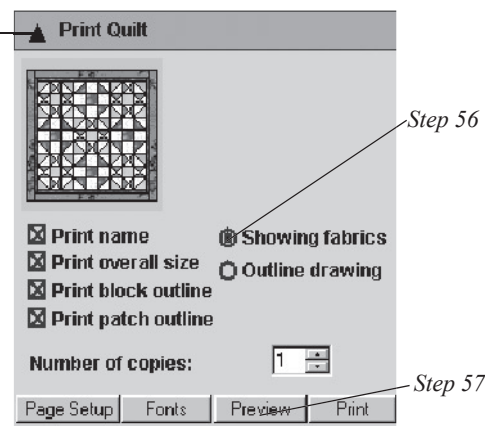 Print Quilt
Step 56
Print name
Showing fabrics
Print overall size
Outline drawing
Print block outline
Print patch outline
Number of copies: 1
Step 57
Page Setup Fonts Preview Print